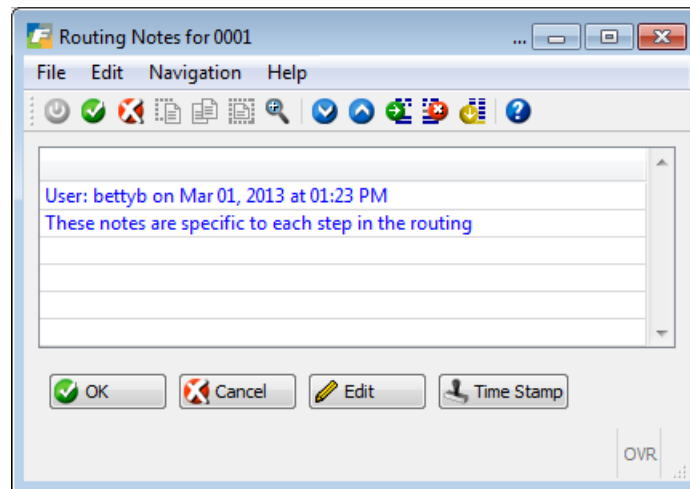 Routing Notes for 0001 ...
File Edit Navigation Help
User: bettyb on Mar 01, 2013 at 01:23 PM
These notes are specific to each step in the routing
OK Cancel Edit Time Stamp
OVR